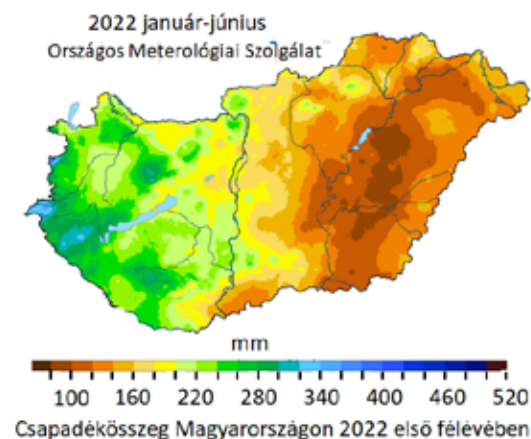 2022 január-június
Országos Meterológiai Szolgálat
mm
100 160 220 280 340 400 460 520
Csapadékösszeg Magyarországon 2022 első félévében